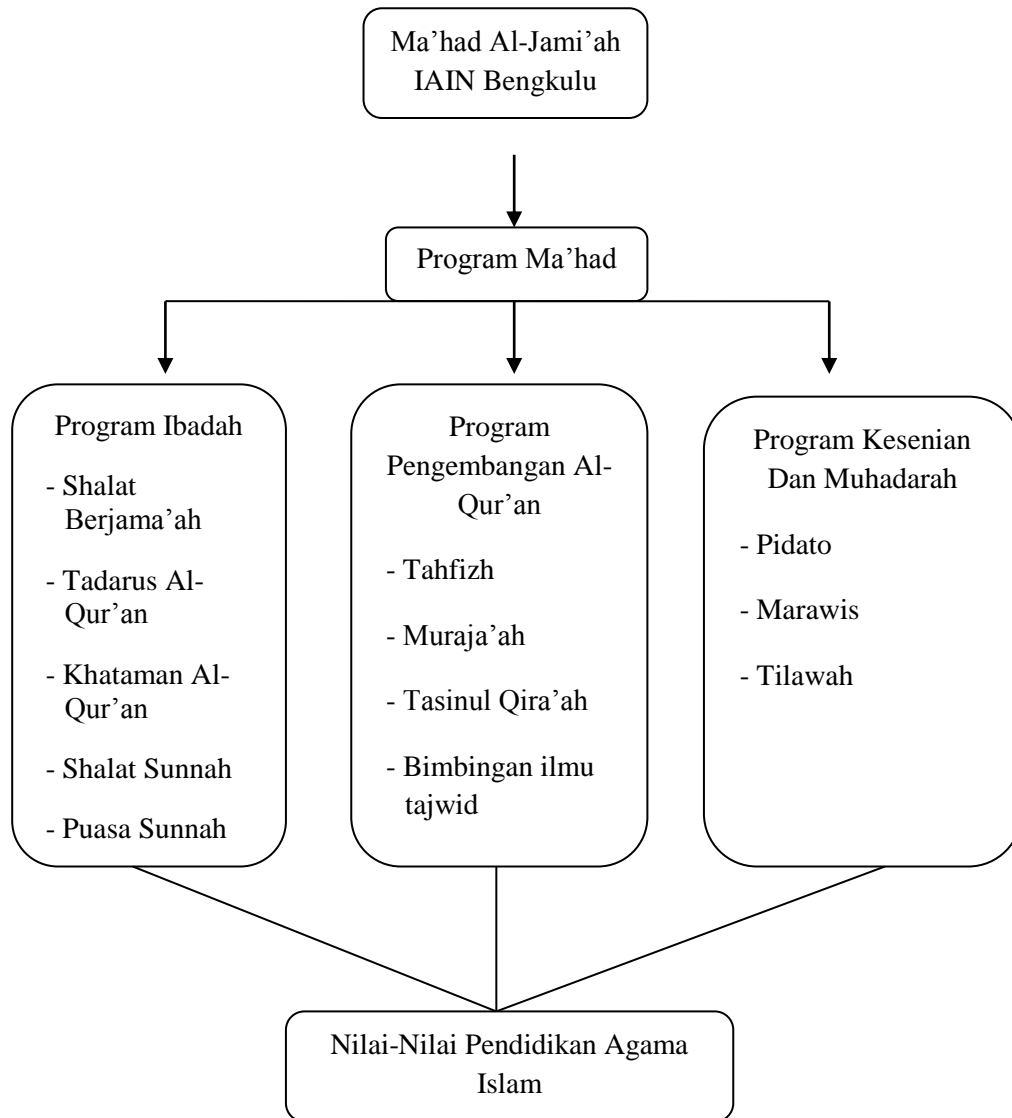 Ma’had Al-Jami’ah
IAIN Bengkulu
Program Ma’had
Program Ibadah
- Shalat
Berjama’ah
- Tadarus Al-
Qur’an
- Khataman Al-
Qur’an
- Shalat Sunnah
- Puasa Sunnah
Program
Pengembangan Al-
Qur’an
- Tahfizh
- Muraja’ah
- Tasinul Qira’ah
- Bimbingan ilmu
tajwid
Program Kesenian
Dan Muhadarah
- Pidato
- Marawis
- Tilawah
Nilai-Nilai Pendidikan Agama
Islam